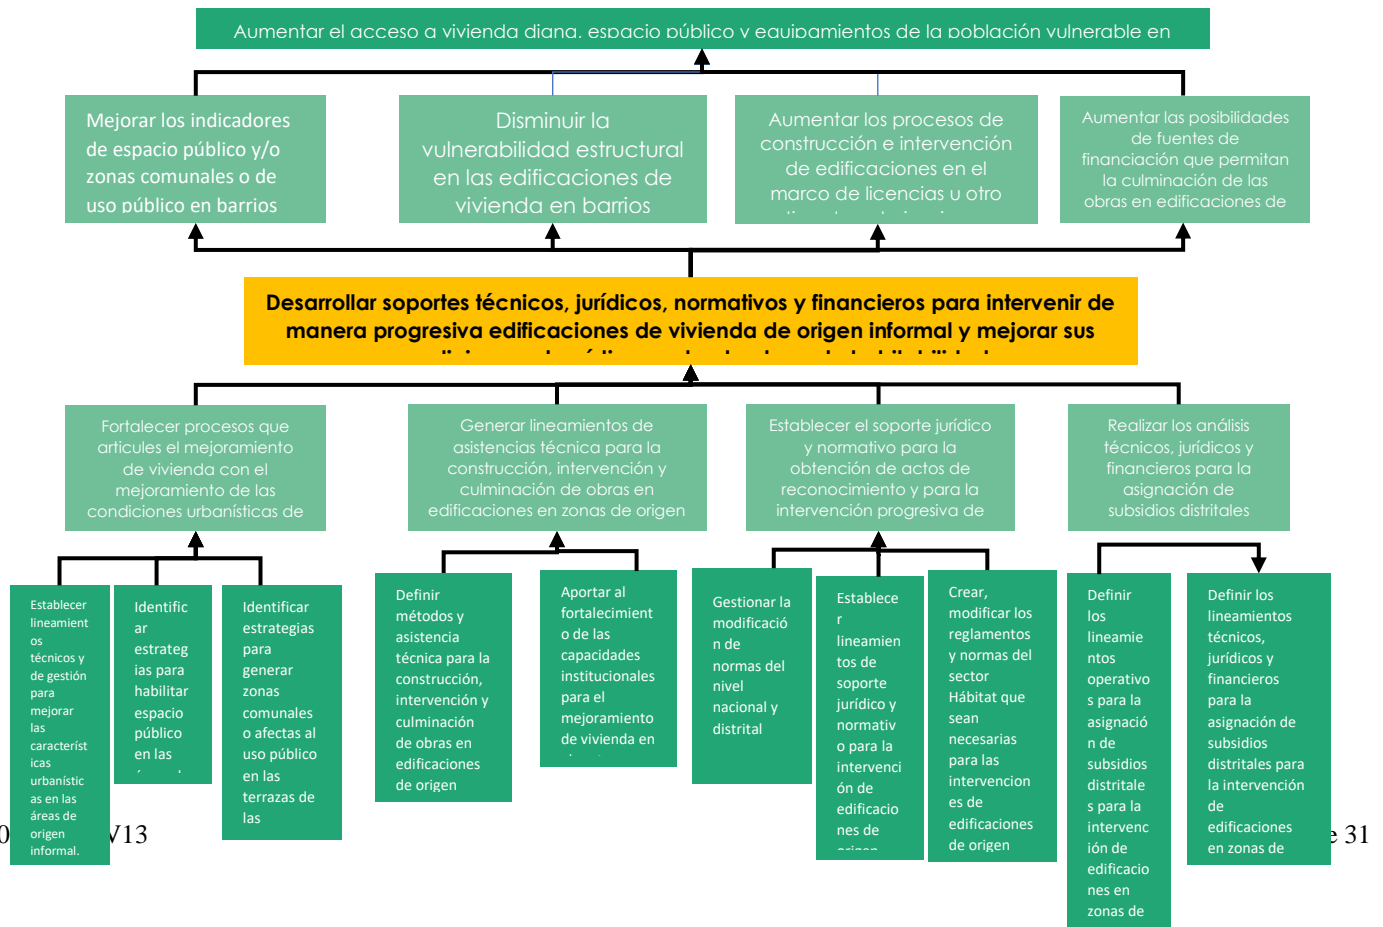 Aumentar el acceso a vivienda digna, espacio público y equipamientos de la población vulnerable en
Mejorar los indicadores
de espacio público y/o
zonas comunales o de
uso público en barrios
Disminuir la
vulnerabilidad estructural
en las edificaciones de
vivienda en barrios
Aumentar los procesos de
construcción e intervención
de edificaciones en el
marco de licencias u otro
Aumentar las posibilidades
de fuentes de
financiación que permitan
la culminación de las
obras en edificaciones de
Desarrollar soportes técnicos, jurídicos, normativos y financieros para intervenir de
manera progresiva edificaciones de vivienda de origen informal y mejorar sus
Fortalecer procesos que
articules el mejoramiento
de vivienda con el
mejoramiento de las
condiciones urbanísticas de
Generar lineamientos de
asistencias técnica para la
construcción, intervención y
culminación de obras en
edificaciones en zonas de origen
Establecer el soporte jurídico
y normativo para la
obtención de actos de
reconocimiento y para la
intervención progresiva de
Realizar los análisis
técnicos, jurídicos y
financieros para la
asignación de
subsidios distritales
Establecer
lineamient
os
técnicos y
de gestión
para
mejorar
las
característ
icas
urbanístic
as en las
áreas de
origen
informal.
Identific
ar
estrateg
ias para
habilitar
espacio
público
en las
Identificar
estrategias
para
generar
zonas
comunales
o afectas al
uso público
en las
terrazas de
las
Definir
métodos y
asistencia
técnica para la
construcción,
intervención y
culminación
de obras en
edificaciones
de origen
Aportar al
fortalecimient
o de las
capacidades
institucionales
para el
mejoramiento
de vivienda en
Gestionar la
modificació
n de
normas del
nivel
nacional y
distrital
Establece
r
lineamien
tos de
soporte
jurídico y
normativ
o para la
intervenci
ón de
edificacio
nes de
origen
Crear,
modificar los
reglamentos
y normas del
sector
Hábitat que
sean
necesarias
para las
intervencion
es de
edificaciones
de origen
Definir
los
lineamie
ntos
operativo
s para la
asignació
n de
subsidios
distritale
s para la
intervenc
ión de
edificacio
nes en
zonas de
Definir los
lineamientos
técnicos,
jurídicos y
financieros
para la
asignación de
subsidios
distritales para
la intervención
de
edificaciones
en zonas de
V13
e 31